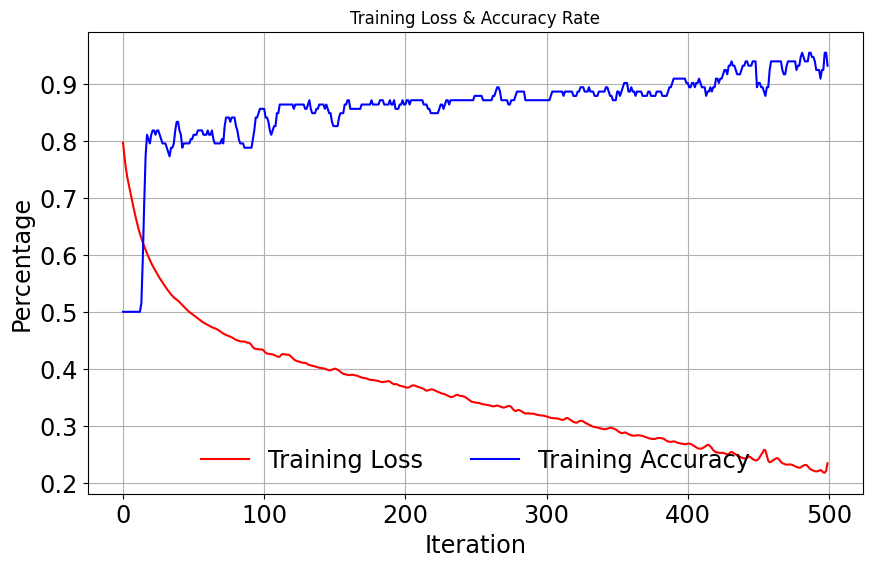 Training Loss & Accuracy Rate
Percentage
0.9
0.8
0.7
0.6
0.5
0.4
0.3
0.2
Training Loss
Training Accuracy
0 100 200 300 400 500
Iteration